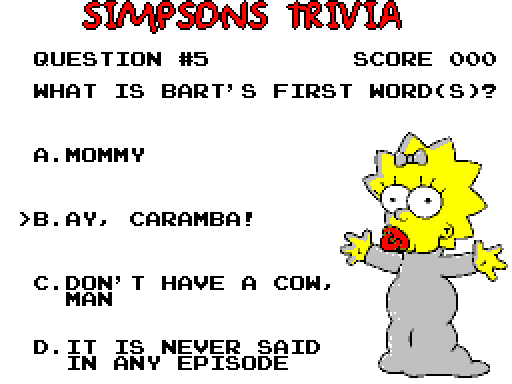 SIMPSONS TRIVIA
QUESTION #5 SCORE 000
WHAT IS BART'S FIRST WORD(S)?
A.MOMMY
>B.AY, CARAMBA!
C.DON'T HAVE A COW,
MAN
D.IT IS NEVER SAID
IN ANY EPISODE